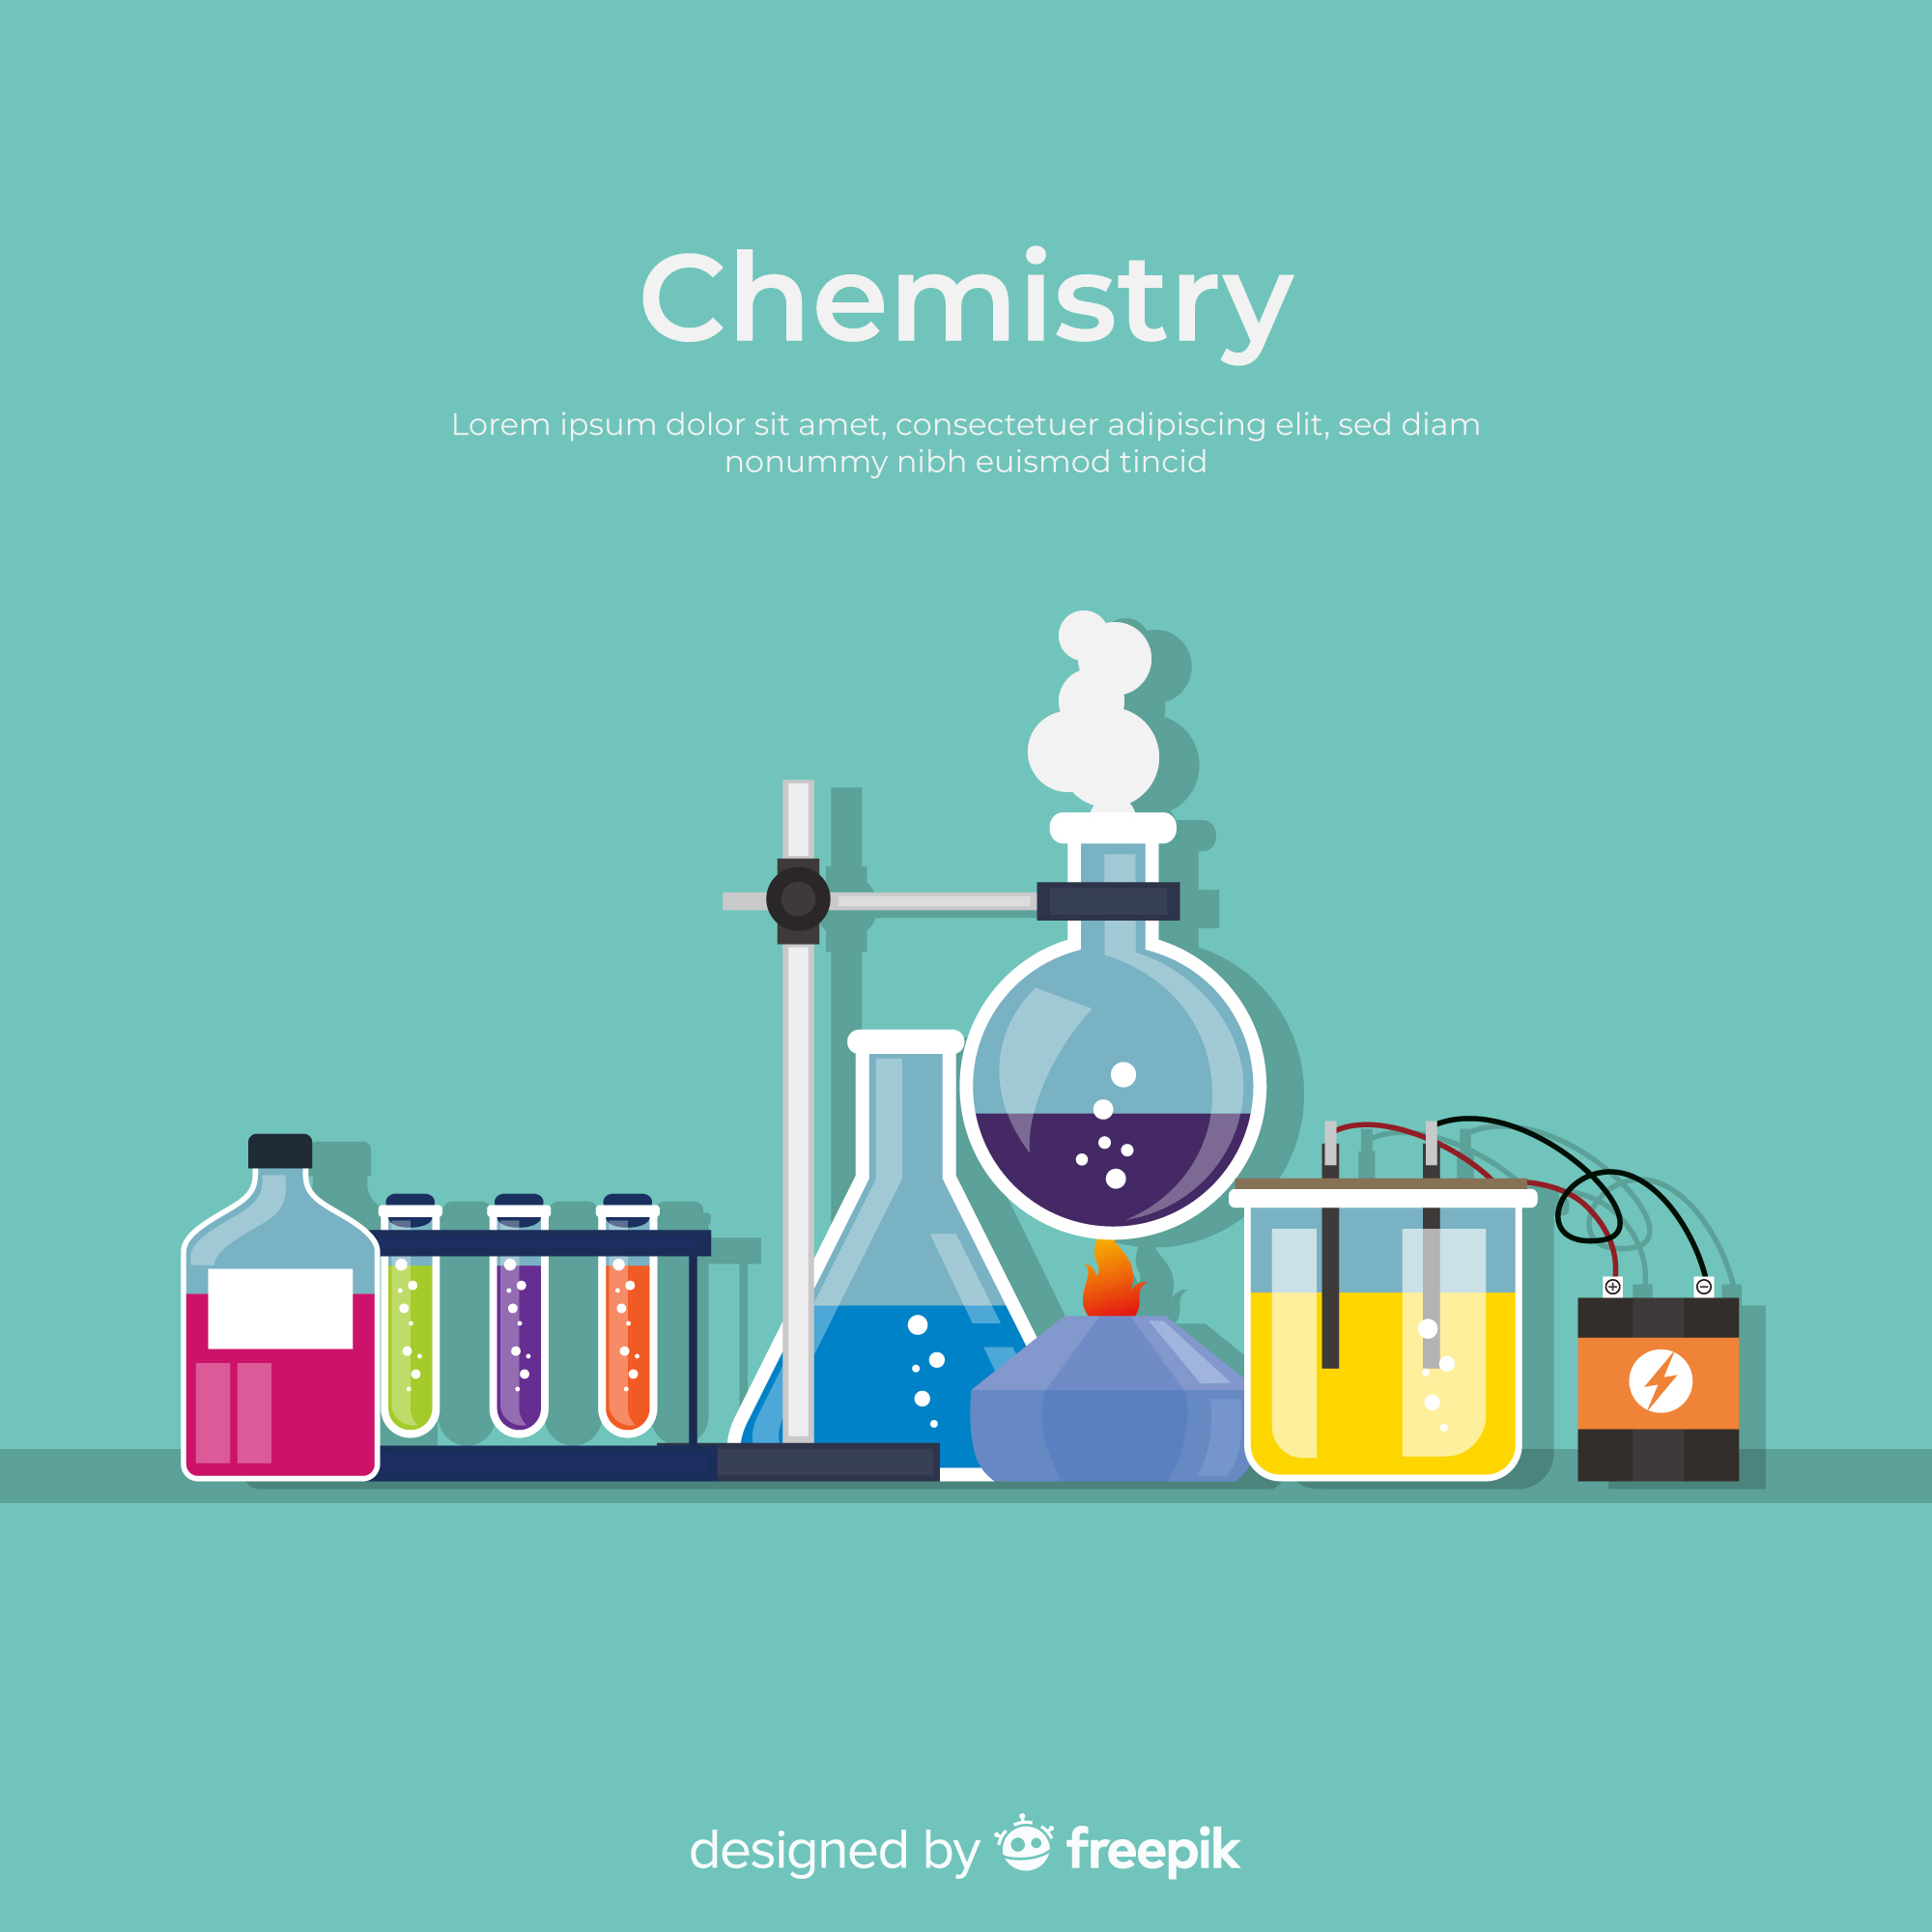 Chemistry
Lorem ipsum dolor sit amet, consectetuer adipiscing elit, sed diam
nonummy nibh euismod tincid
designed by freepik